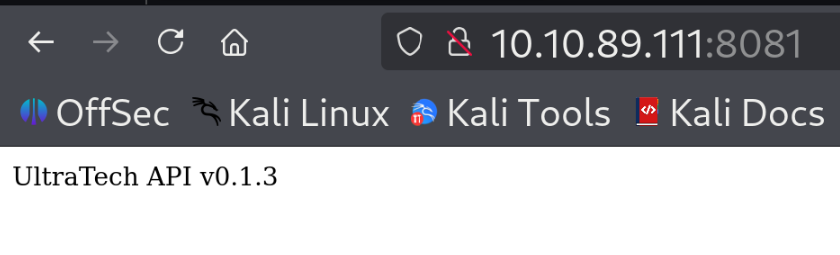 10.10.89.111:8081
OffSec Kali Linux Kali Tools Kali Docs
UltraTech API v0.1.3